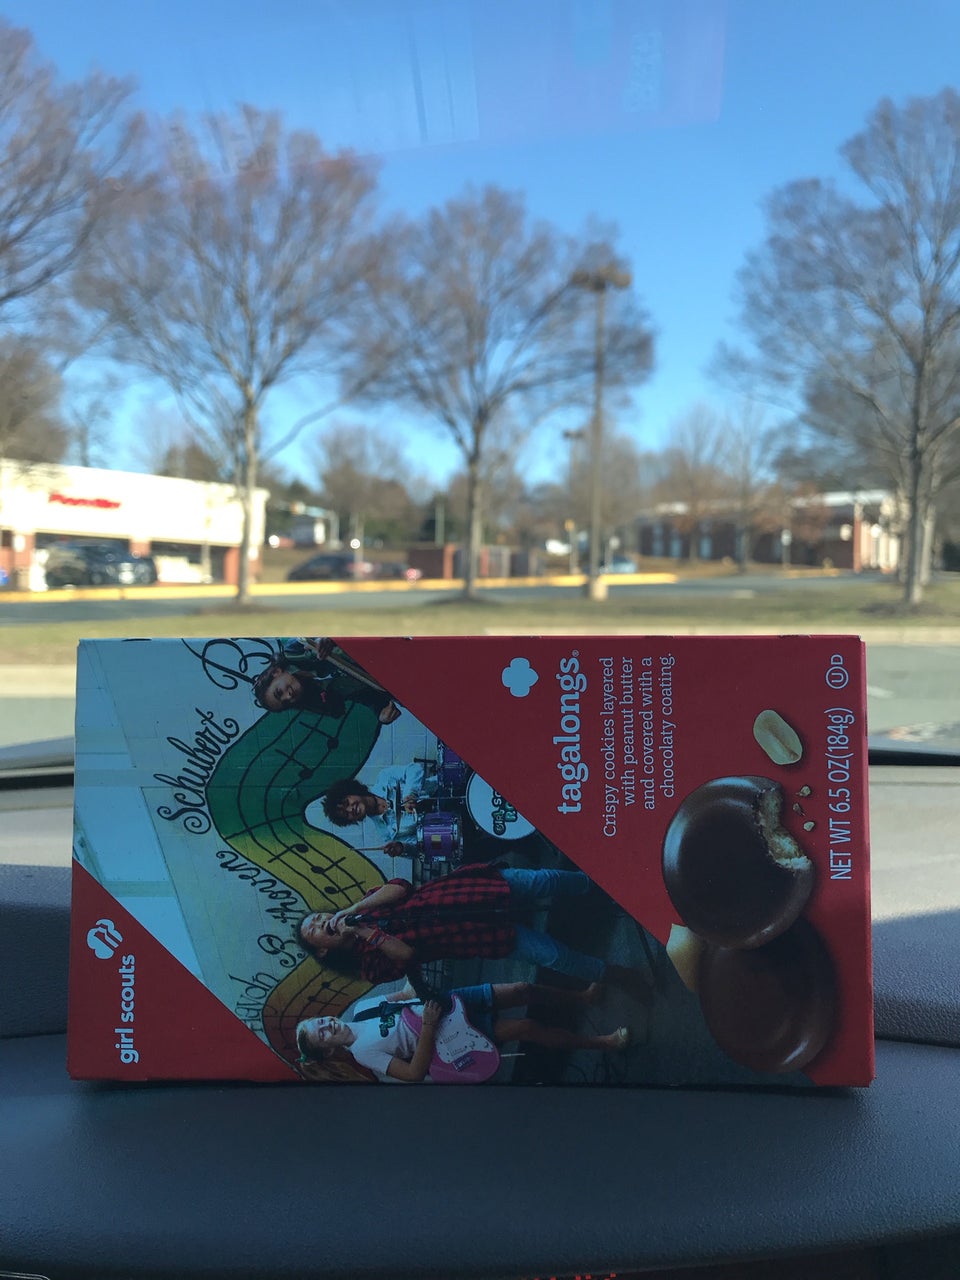 girl scouts
Schubert
B
Haydn
tagalongs®
Crispy cookies layered
with peanut butter
and covered with a
chocolaty coating.
NET WT 6.5 OZ (184g)
U D